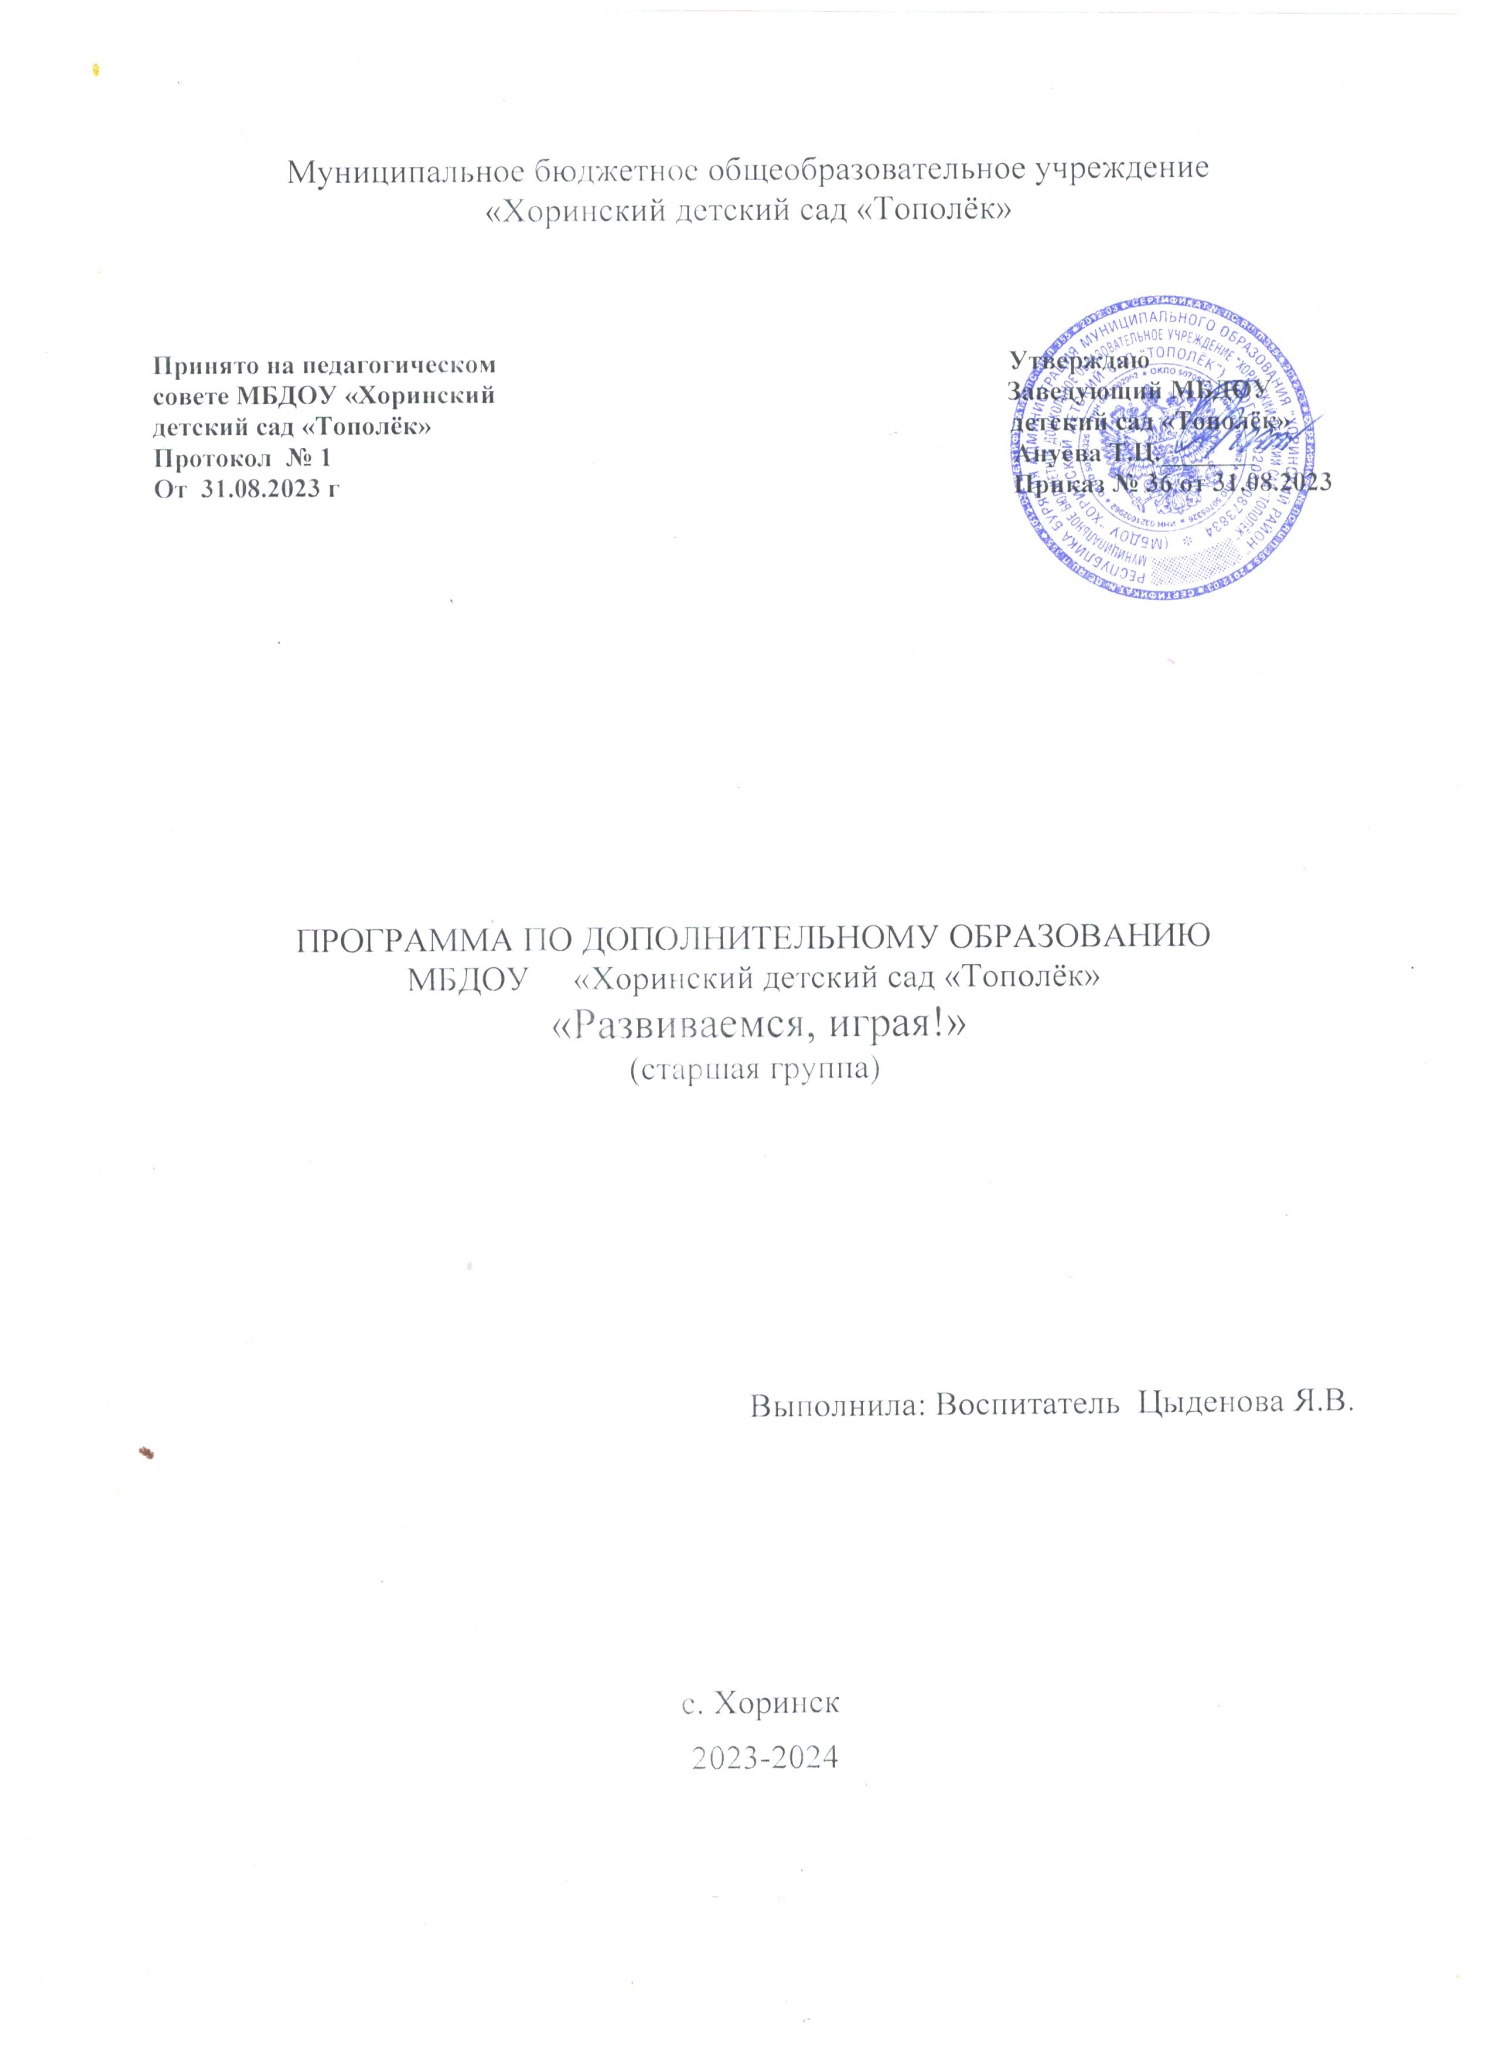 Муниципальное бюджетное общеобразовательное учреждение
«Хоринский детский сад «Тополёк»
Принято на педагогическом
совете МБДОУ «Хоринский
детский сад «Тополёк»
Протокол № 1
От 31.08.2023 г
Утверждаю
Заведующий МБДОУ
детский сад «Тополёк»
Ануева Т.Ц.
Приказ № 36 от 31.08.2023
ПРОГРАММА ПО ДОПОЛНИТЕЛЬНОМУ ОБРАЗОВАНИЮ
МБДОУ «Хоринский детский сад «Тополёк»
«Развиваемся, играя!»
(старшая группа)
Выполнила: Воспитатель Цыденова Я.В.
с. Хоринск
2023-2024